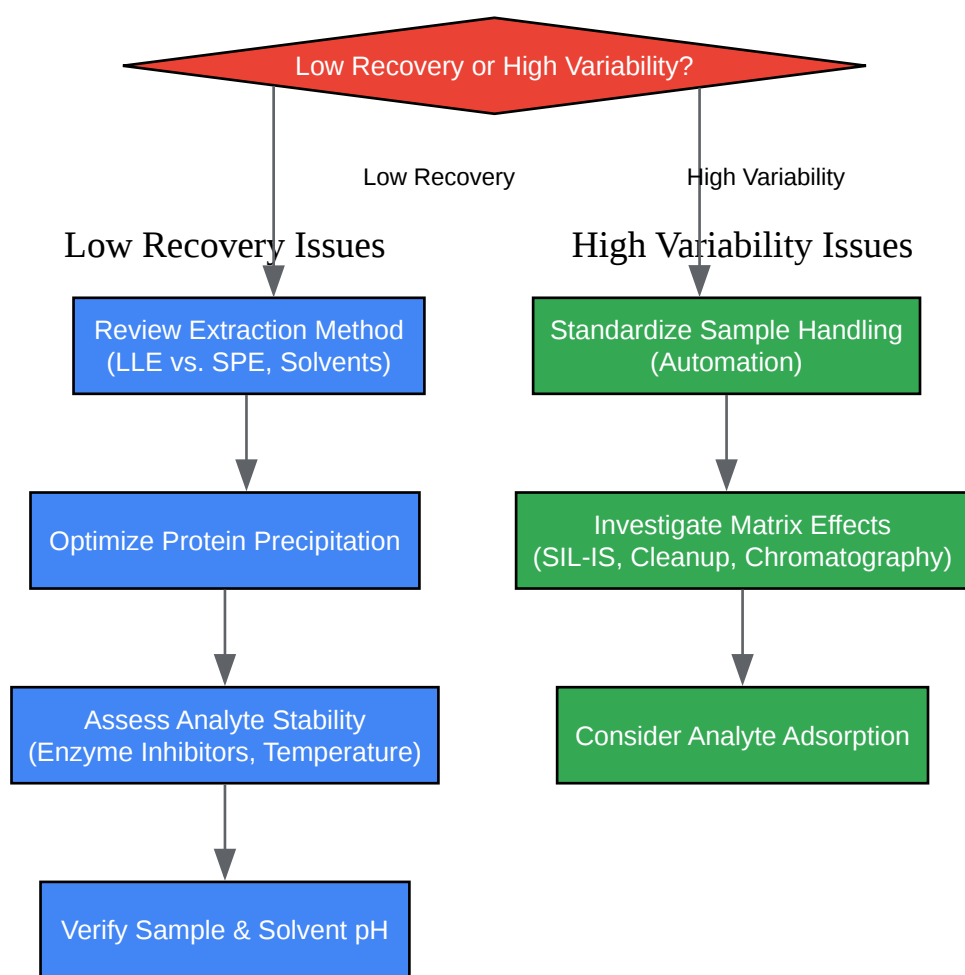 Low Recovery or High Variability?
Low Recovery
High Variability
Low Recovery Issues
High Variability Issues
Review Extraction Method
(LLE vs. SPE, Solvents)
Standardize Sample Handling
(Automation)
Optimize Protein Precipitation
Investigate Matrix Effects
(SIL-IS, Cleanup, Chromatography)
Assess Analyte Stability
(Enzyme Inhibitors, Temperature)
Consider Analyte Adsorption
Verify Sample & Solvent pH